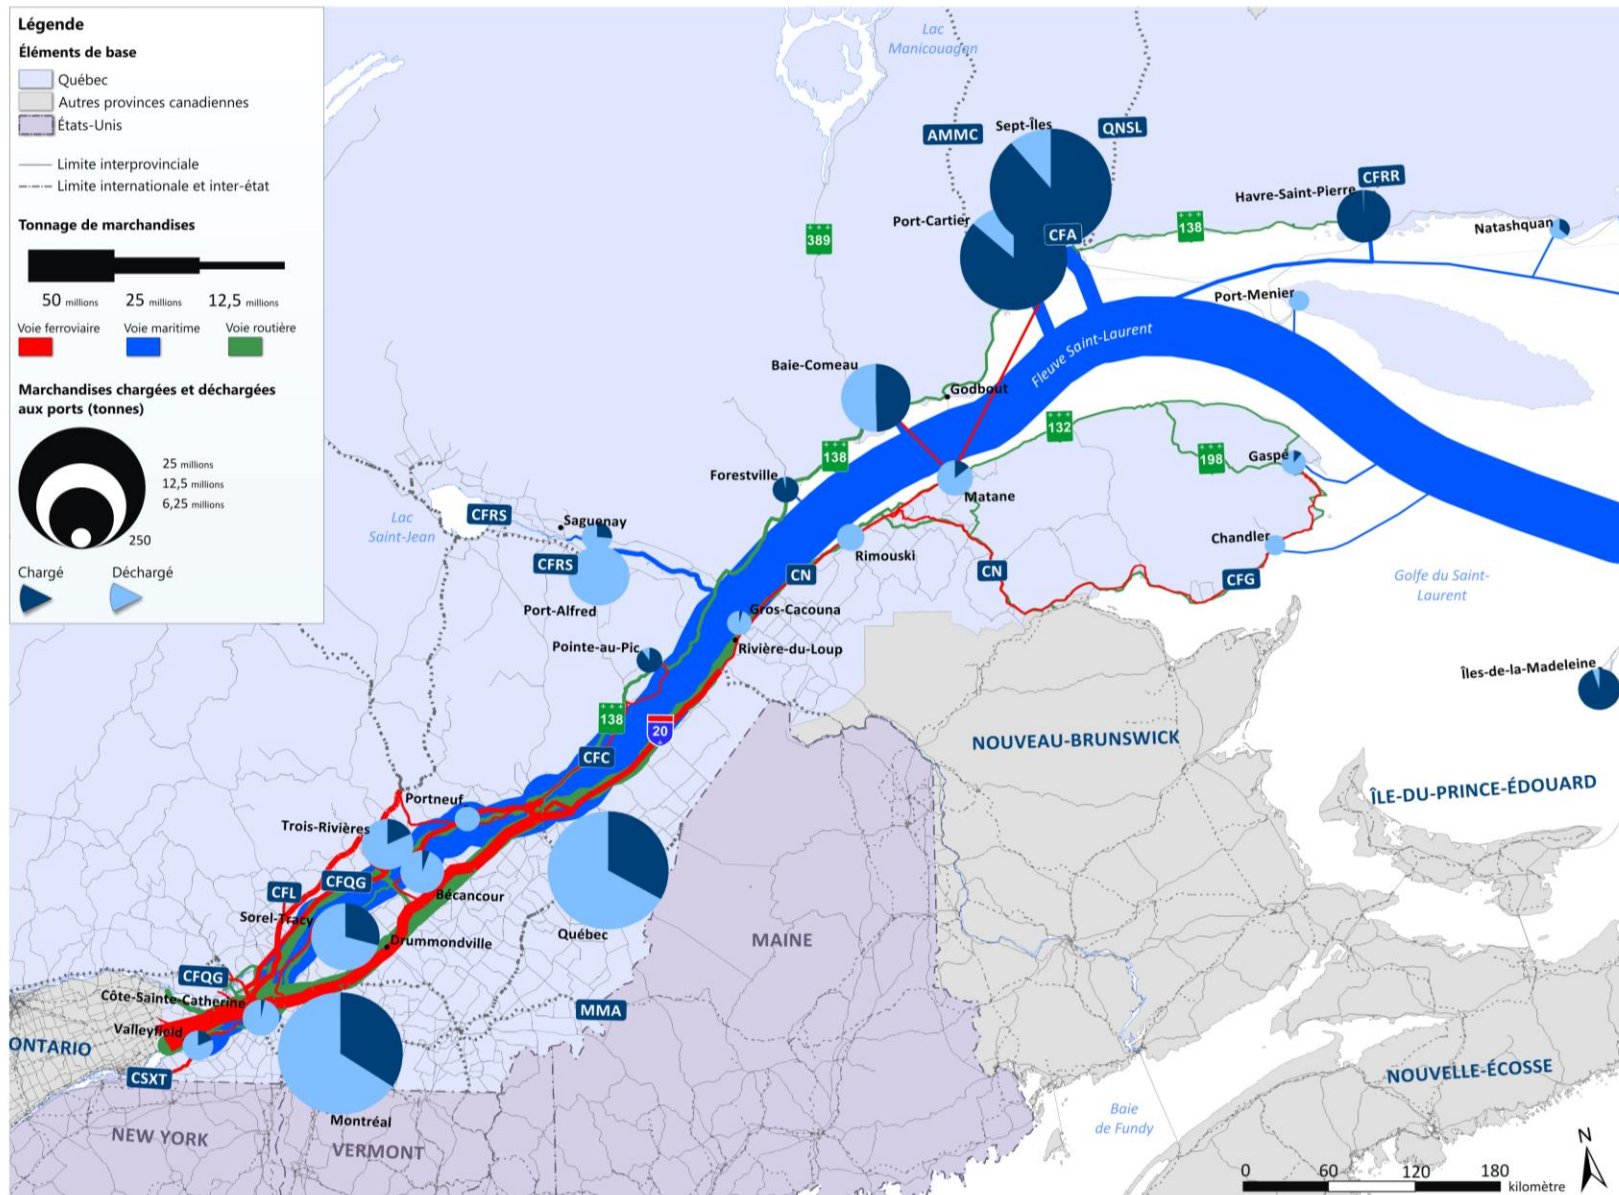 Légende
Éléments de base
Québec
Autres provinces canadiennes
États-Unis
Limite interprovinciale
Limite internationale et inter-état
Tonnage de marchandises
50 millions 25 millions 12,5 millions
Voie ferroviaire Voie maritime Voie routière
Marchandises chargées et déchargées
aux ports (tonnes)
25 millions
12,5 millions
6,25 millions
250
Chargé Déchargé
Lac
Manicouagan
AMMC
Sept-Îles
QNSL
Port-Cartier
CFA
389
138
Havre-Saint-Pierre
CFRR
Natashquan
Port-Menier
Fleuve Saint-Laurent
Baie-Comeau
Godbout
132
198
Gaspé
138
Forestville
Matane
Lac
Saint-Jean
CFRS
Saguenay
CFRS
Port-Alfred
Rimouski
CN
CN
Chandler
CFG
Golfe du Saint-
Laurent
Gros-Cacouna
Rivière-du-Loup
Pointe-au-Pic
Îles-de-la-Madeleine
138
20
CFC
NOUVEAU-BRUNSWICK
ÎLE-DU-PRINCE-ÉDOUARD
Portneuf
Trois-Rivières
CFL
CFQG
Bécancour
Sorel-Tracy
Drummondville
Québec
MAINE
CFQG
Côte-Sainte-Catherine
Valleyfield
ONTARIO
CSXT
MMA
Montréal
NEW YORK
VERMONT
Baie
de Fundy
NOUVELLE-ÉCOSSE
N
0 60 120 180
kilomètre